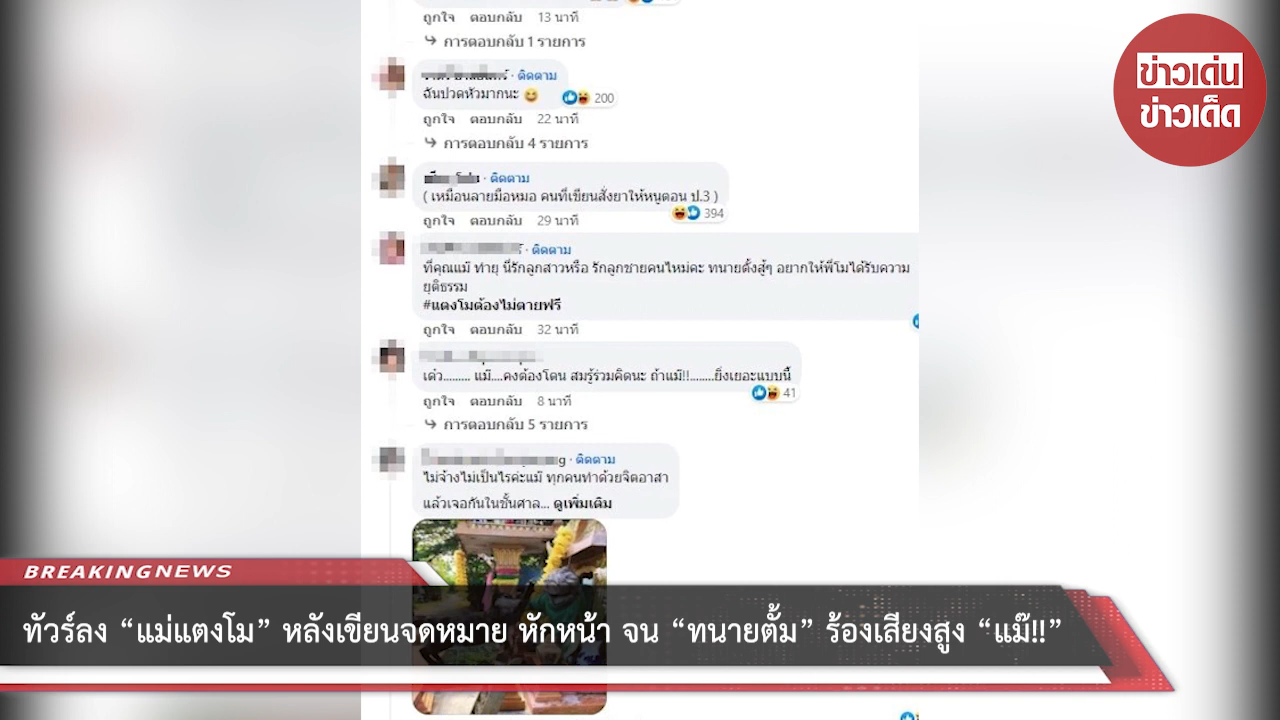 ถูกใจ ตอบกลับ 13 นาที
การตอบกลับ 1 รายการ
ข่าวเด่น
ข่าวเด็ด
· ติดตาม
ฉันปวดหัวมากนะ 😆 200
ถูกใจ ตอบกลับ 22 นาที
การตอบกลับ 4 รายการ
· ติดตาม
( เหมือนลายมือหมอ คนที่เขียนสั่งยาให้หนูตอน ป.3 )
394
ถูกใจ ตอบกลับ 29 นาที
· ติดตาม
ที่คุณแม๊ ทำยุ นี่รักลูกสาวหรือ รักลูกชายคนไหม่คะ ทนายตั้งสู้ๆ อยากให้พี่โมได้รับความ
ยุติธรรม
#แตงโมต้องไม่ตายฟรี
ถูกใจ ตอบกลับ 32 นาที
เด๋ว......... แม๊....คงต้องโดน สมรู้ร่วมคิดนะ ถ้าแม๊!!........ยิ่งเยอะแบบนี้
41
ถูกใจ ตอบกลับ 8 นาที
การตอบกลับ 5 รายการ
g · ติดตาม
ไม่จ้างไม่เป็นไรค่ะแม๊ ทุกคนทำด้วยจิตอาสา
แล้วเจอกันในชั้นศาล... ดูเพิ่มเติม
BREAKINGNEWS
ทัวร์ลง “แม่แตงโม” หลังเขียนจดหมาย หักหน้า จน “ทนายตั้ม” ร้องเสียงสูง “แม๊!!”